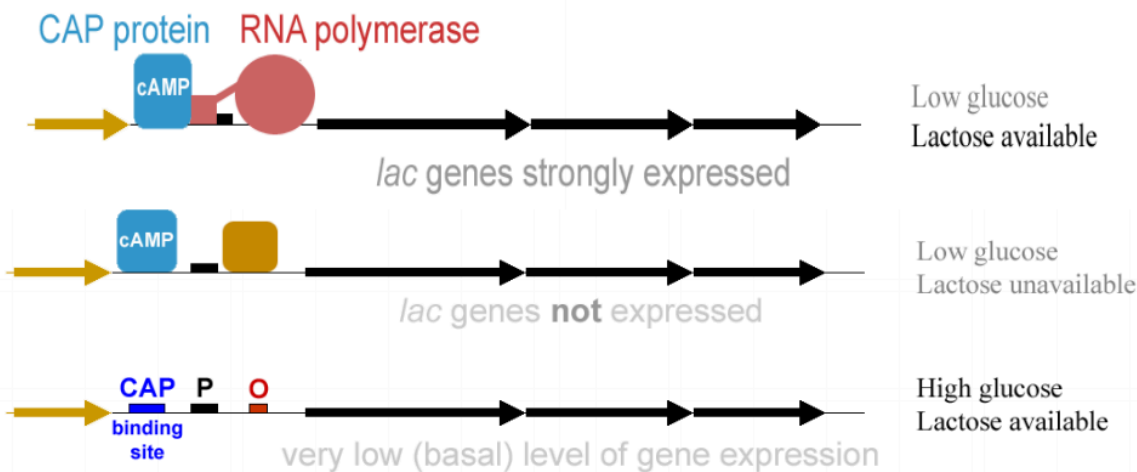 CAP protein RNA polymerase
cAMP
Low glucose
Lactose available
lac genes strongly expressed
cAMP
Low glucose
Lactose unavailable
lac genes not expressed
CAP P O
binding
site
High glucose
Lactose available
very low (basal) level of gene expression